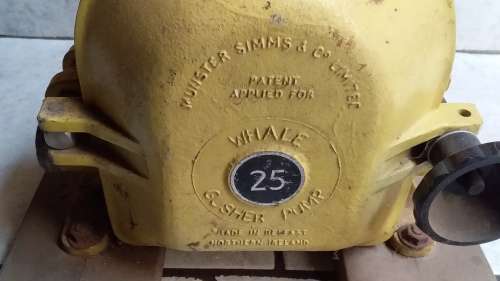 MUNSTER SIMMS & Co LIMITED
PATENT
APPLIED FOR
WHALE
25
GUSHER PUMP
MADE IN BELFAST
NORTHERN IRELAND